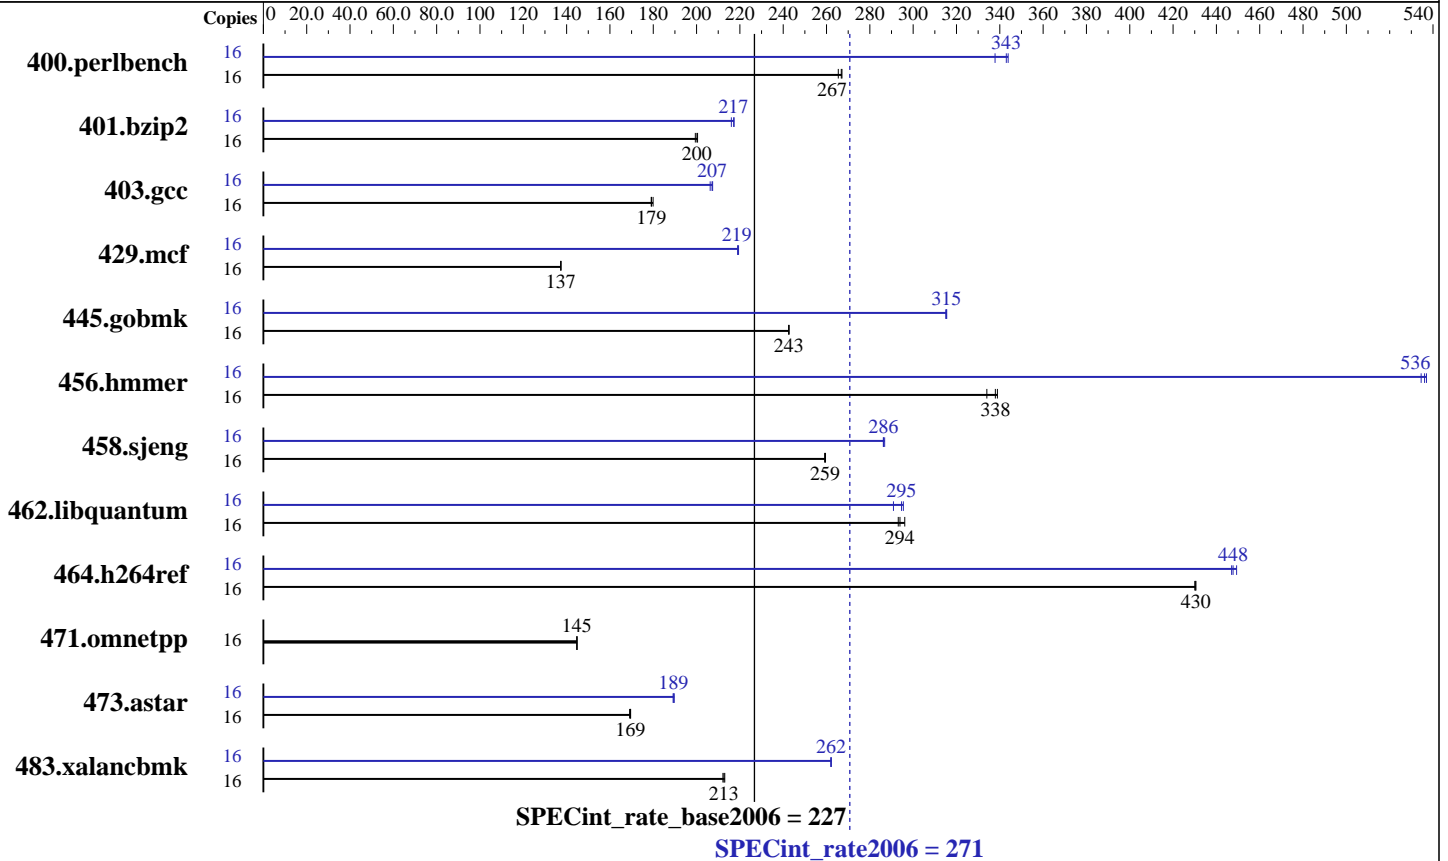 Copies 0 20.0 40.0 60.0 80.0 100 120 140 160 180 200 220 240 260 280 300 320 340 360 380 400 420 440 460 480 500 540
400.perlbench
16 343
16 267
401.bzip2
16 217
16 200
403.gcc
16 207
16 179
429.mcf
16 219
16 137
445.gobmk
16 315
16 243
456.hmmer
16 536
16 338
458.sjeng
16 286
16 259
462.libquantum
16 295
16 294
464.h264ref
16 448
16 430
471.omnetpp
16 145
473.astar
16 189
16 169
483.xalancbmk
16 262
16 213
SPECint_rate_base2006 = 227
SPECint_rate2006 = 271